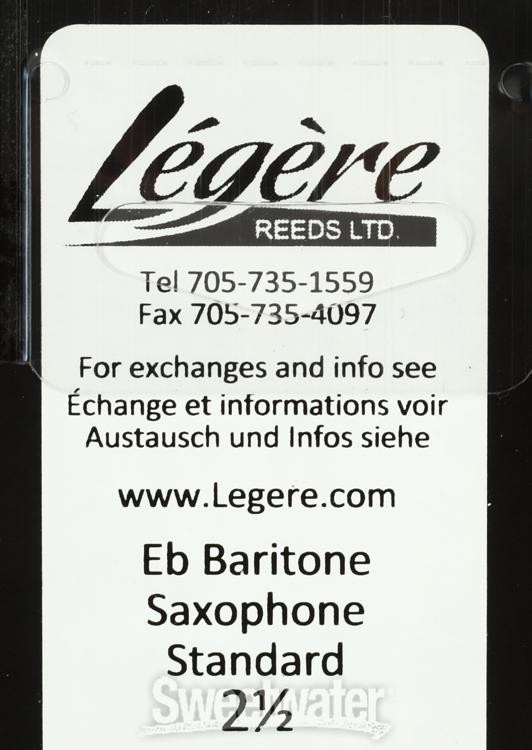 Légère
REEDS LTD.
Tel 705-735-1559
Fax 705-735-4097
For exchanges and info see
Échange et informations voir
Austausch und Infos siehe
www.Legere.com
Eb Baritone
Saxophone
Standard
Sweetwater
2½